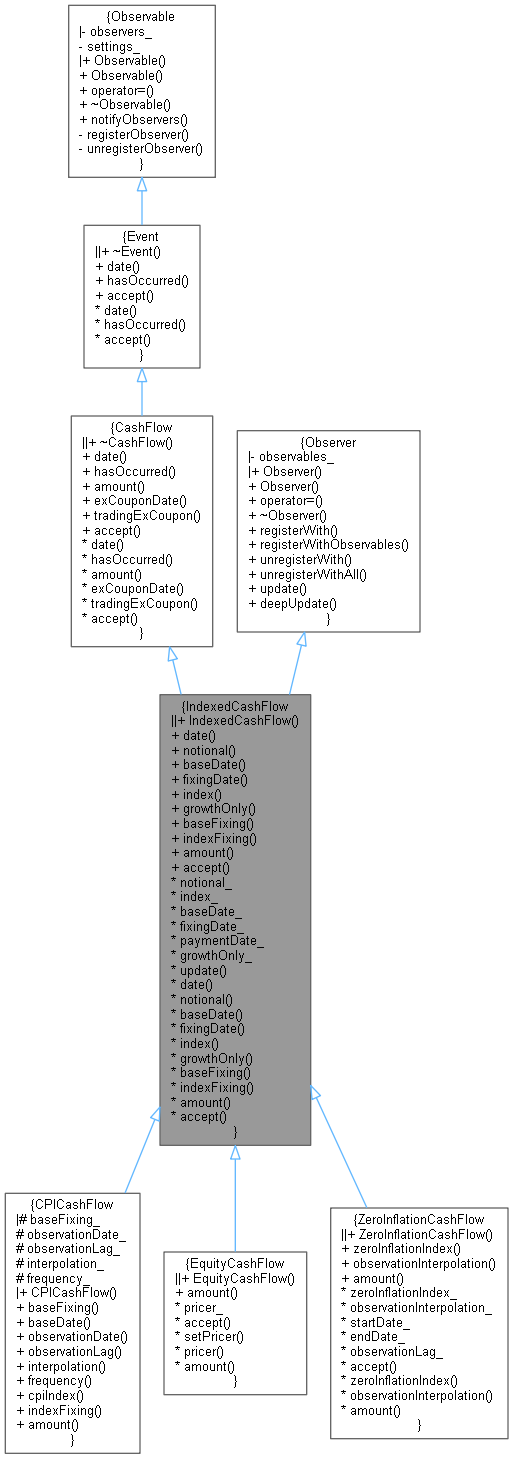 {Observable
|- observers_
- settings_
|+ Observable()
+ Observable()
+ operator=()
+ ~Observable()
+ notifyObservers()
- registerObserver()
- unregisterObserver()
}
{Event
||+ ~Event()
+ date()
+ hasOccurred()
+ accept()
* date()
* hasOccurred()
* accept()
}
{CashFlow
||+ ~CashFlow()
+ date()
+ hasOccurred()
+ amount()
+ exCouponDate()
+ tradingExCoupon()
+ accept()
* date()
* hasOccurred()
* amount()
* exCouponDate()
* tradingExCoupon()
* accept()
}
{Observer
|- observables_
|+ Observer()
+ Observer()
+ operator=()
+ ~Observer()
+ registerWith()
+ registerWithObservables()
+ unregisterWith()
+ unregisterWithAll()
+ update()
+ deepUpdate()
}
{IndexedCashFlow
||+ IndexedCashFlow()
+ date()
+ notional()
+ baseDate()
+ fixingDate()
+ index()
+ growthOnly()
+ baseFixing()
+ indexFixing()
+ amount()
+ accept()
* notional_
* index_
* baseDate_
* fixingDate_
* paymentDate_
* growthOnly_
* update()
* date()
* notional()
* baseDate()
* fixingDate()
* index()
* growthOnly()
* baseFixing()
* indexFixing()
* amount()
* accept()
}
{CPICashFlow
|# baseFixing_
# observationDate_
# observationLag_
# interpolation_
# frequency_
|+ CPICashFlow()
+ baseFixing()
+ baseDate()
+ observationDate()
+ observationLag()
+ interpolation()
+ frequency()
+ cpiIndex()
+ indexFixing()
+ amount()
}
{EquityCashFlow
||+ EquityCashFlow()
+ amount()
* pricer_
* accept()
* setPricer()
* pricer()
* amount()
}
{ZeroInflationCashFlow
||+ ZeroInflationCashFlow()
+ zeroInflationIndex()
+ observationInterpolation()
+ amount()
* zeroInflationIndex_
* observationInterpolation_
* startDate_
* endDate_
* observationLag_
* accept()
* zeroInflationIndex()
* observationInterpolation()
* amount()
}